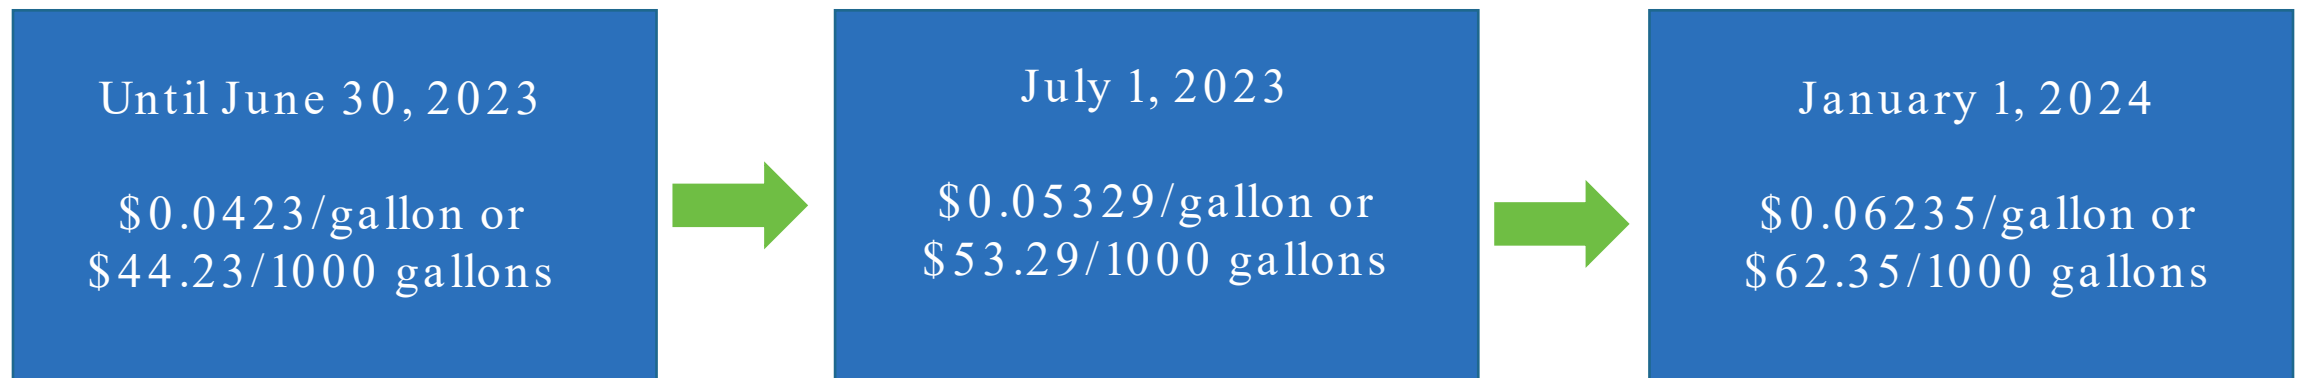 Until June 30, 2023
$0.0423/gallon or
$44.23/1000 gallons
July 1, 2023
$0.05329/gallon or
$53.29/1000 gallons
January 1, 2024
$0.06235/gallon or
$62.35/1000 gallons